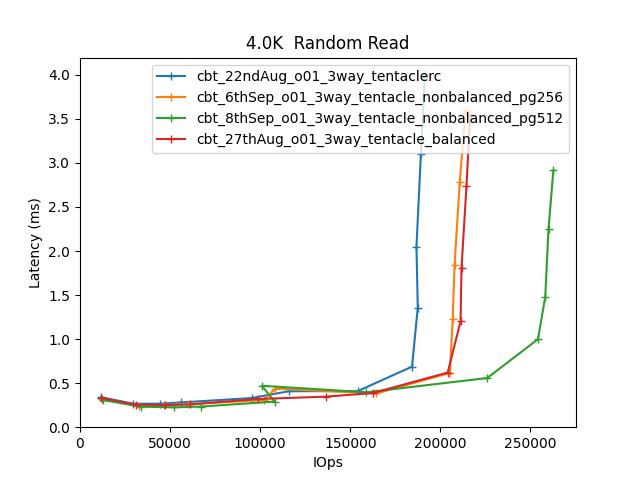 4.0K  Random Read
cbt_22ndAug_o01_3way_tentaclerc
cbt_6thSep_o01_3way_tentacle_nonbalanced_pg256
cbt_8thSep_o01_3way_tentacle_nonbalanced_pg512
cbt_27thAug_o01_3way_tentacle_balanced
Latency (ms)
4.0
3.5
3.0
2.5
2.0
1.5
1.0
0.5
0.0
0 50000 100000 150000 200000 250000
IOps